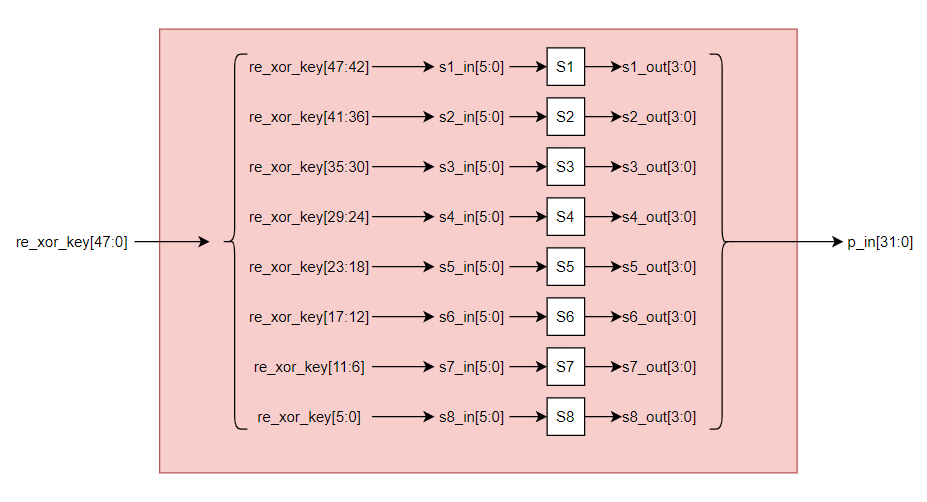 re_xor_key[47:42] s1_in[5:0] S1 s1_out[3:0]
re_xor_key[41:36] s2_in[5:0] S2 s2_out[3:0]
re_xor_key[35:30] s3_in[5:0] S3 s3_out[3:0]
re_xor_key[29:24] s4_in[5:0] S4 s4_out[3:0]
re_xor_key[47:0] p_in[31:0]
re_xor_key[23:18] s5_in[5:0] S5 s5_out[3:0]
re_xor_key[17:12] s6_in[5:0] S6 s6_out[3:0]
re_xor_key[11:6] s7_in[5:0] S7 s7_out[3:0]
re_xor_key[5:0] s8_in[5:0] S8 s8_out[3:0]